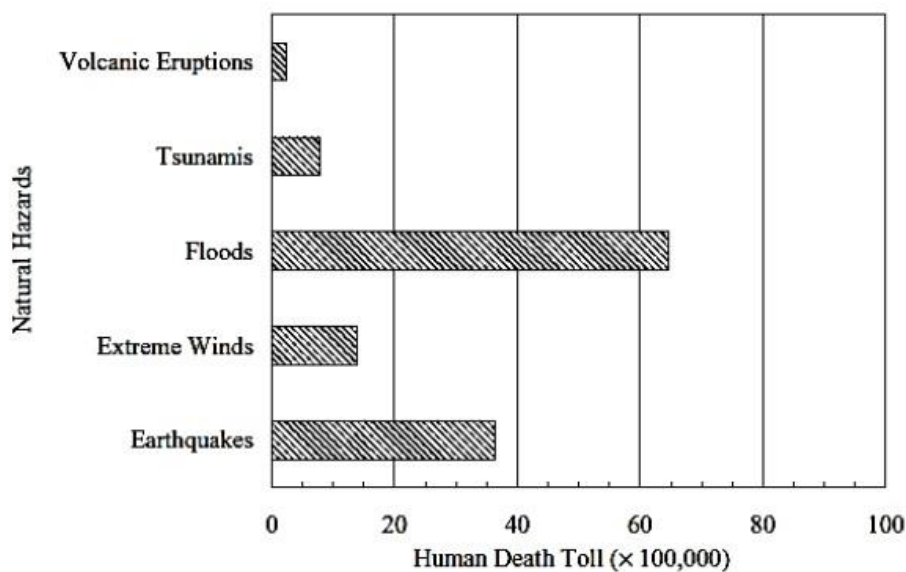 Natural Hazards
Volcanic Eruptions
Tsunamis
Floods
Extreme Winds
Earthquakes
0 20 40 60 80 100
Human Death Toll (× 100,000)